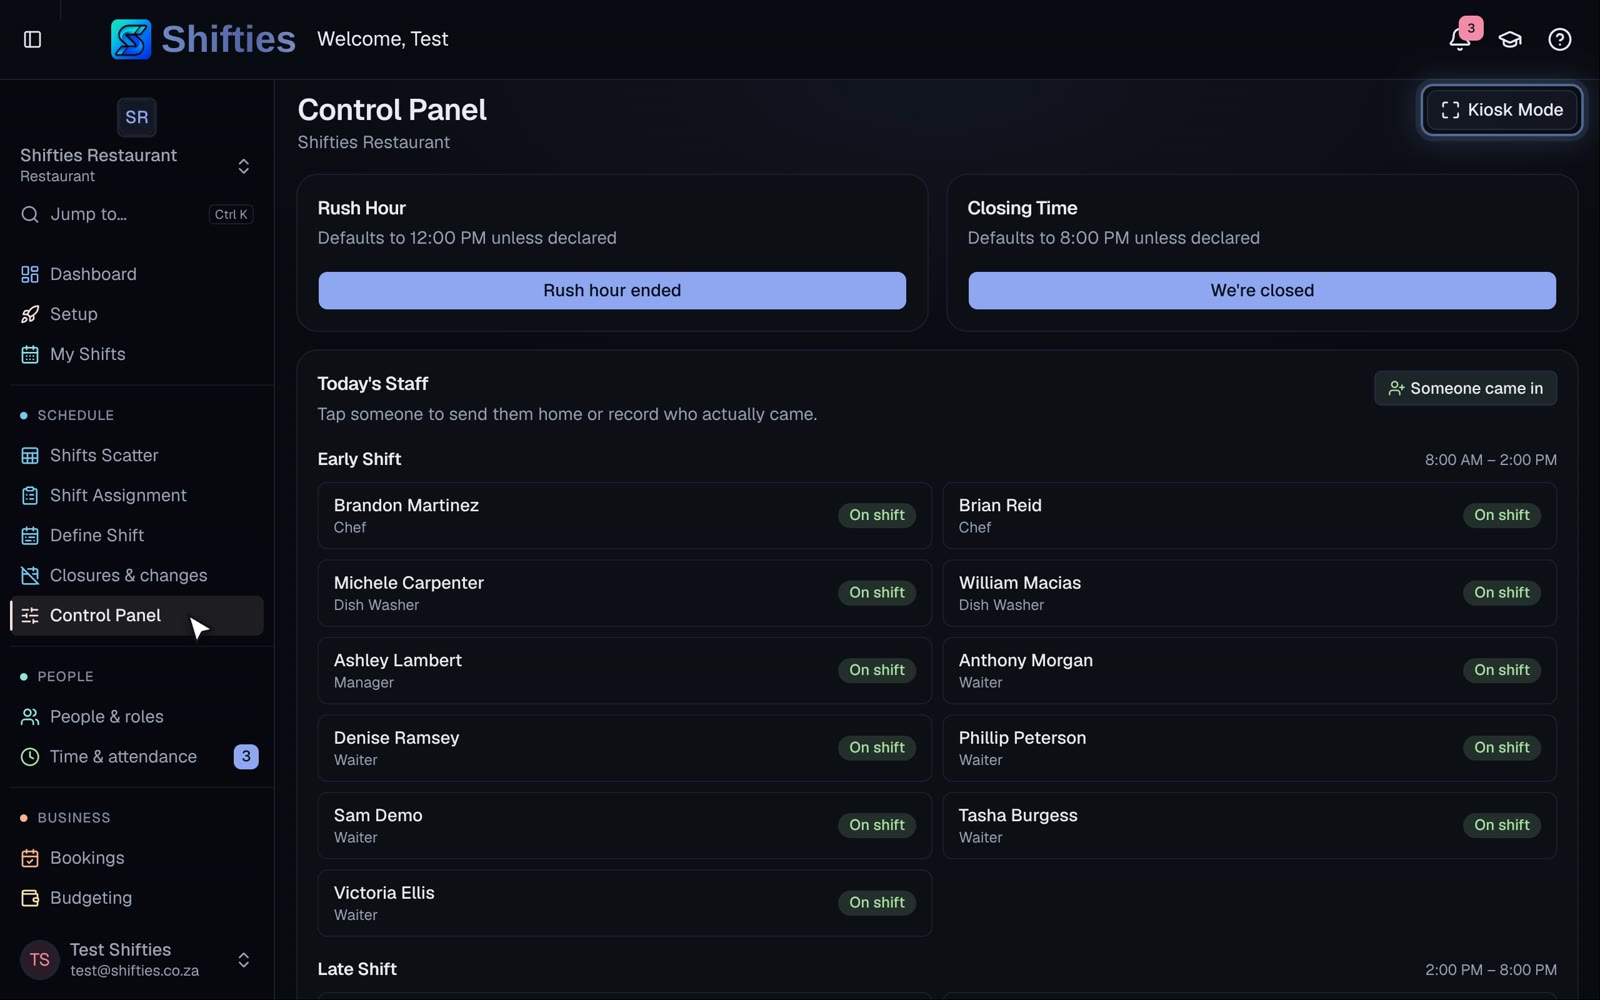 Shifties
Welcome, Test
3
SR
Shifties Restaurant
Restaurant
Jump to...
Ctrl K
Dashboard
Setup
My Shifts
SCHEDULE
Shifts Scatter
Shift Assignment
Define Shift
Closures & changes
Control Panel
PEOPLE
People & roles
Time & attendance
3
BUSINESS
Bookings
Budgeting
TS
Test Shifties
test@shifties.co.za
Control Panel
Shifties Restaurant
Kiosk Mode
Rush Hour
Defaults to 12:00 PM unless declared
Rush hour ended
Closing Time
Defaults to 8:00 PM unless declared
We're closed
Today's Staff
Tap someone to send them home or record who actually came.
Someone came in
Early Shift
8:00 AM – 2:00 PM
Brandon Martinez
Chef
On shift
Brian Reid
Chef
On shift
Michele Carpenter
Dish Washer
On shift
William Macias
Dish Washer
On shift
Ashley Lambert
Manager
On shift
Anthony Morgan
Waiter
On shift
Denise Ramsey
Waiter
On shift
Phillip Peterson
Waiter
On shift
Sam Demo
Waiter
On shift
Tasha Burgess
Waiter
On shift
Victoria Ellis
Waiter
On shift
Late Shift
2:00 PM – 8:00 PM